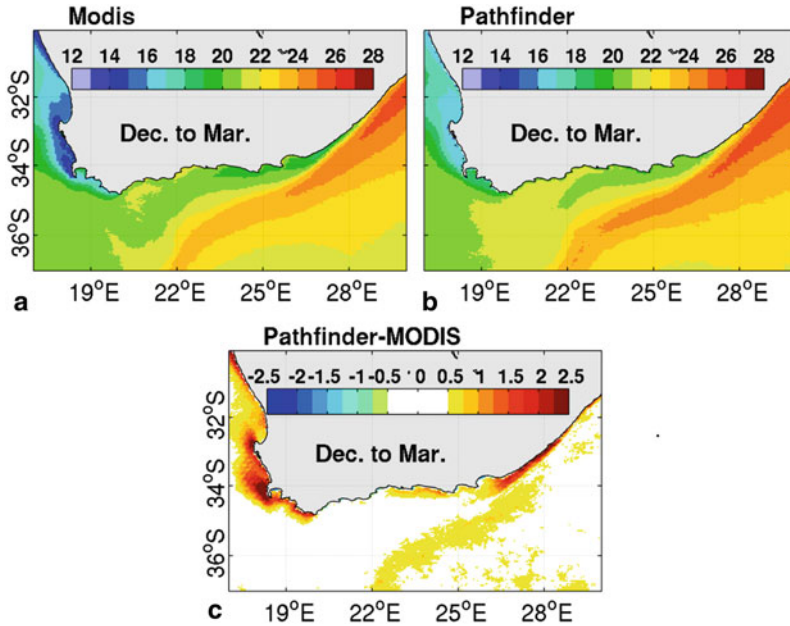 Modis
12 14 16 18 20 22 24 26 28
Dec. to Mar.
32°S
34°S
36°S
19°E 22°E 25°E 28°E
a
Pathfinder
12 14 16 18 20 22 24 26 28
Dec. to Mar.
32°S
34°S
36°S
19°E 22°E 25°E 28°E
b
Pathfinder-MODIS
-2.5 -2 -1.5 -1 -0.5 0 0.5 1 1.5 2 2.5
Dec. to Mar.
32°S
34°S
36°S
19°E 22°E 25°E 28°E
c